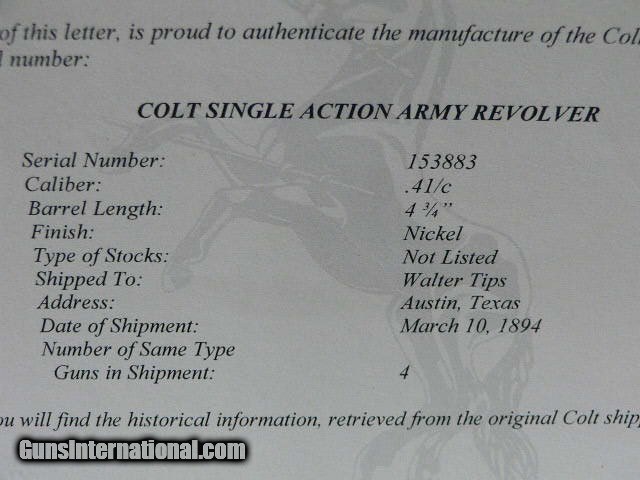 of this letter, is proud to authenticate the manufacture of the
number:
COLT SINGLE ACTION ARMY REVOLVER
Serial Number: 153883
Caliber: .41/c
Barrel Length: 4 ¾”
Finish: Nickel
Type of Stocks: Not Listed
Shipped To: Walter Tips
Address: Austin, Texas
Date of Shipment: March 10, 1894
Number of Same Type
Guns in Shipment: 4
will find the historical information, retrieved from the original Colt
GunsInternational.com